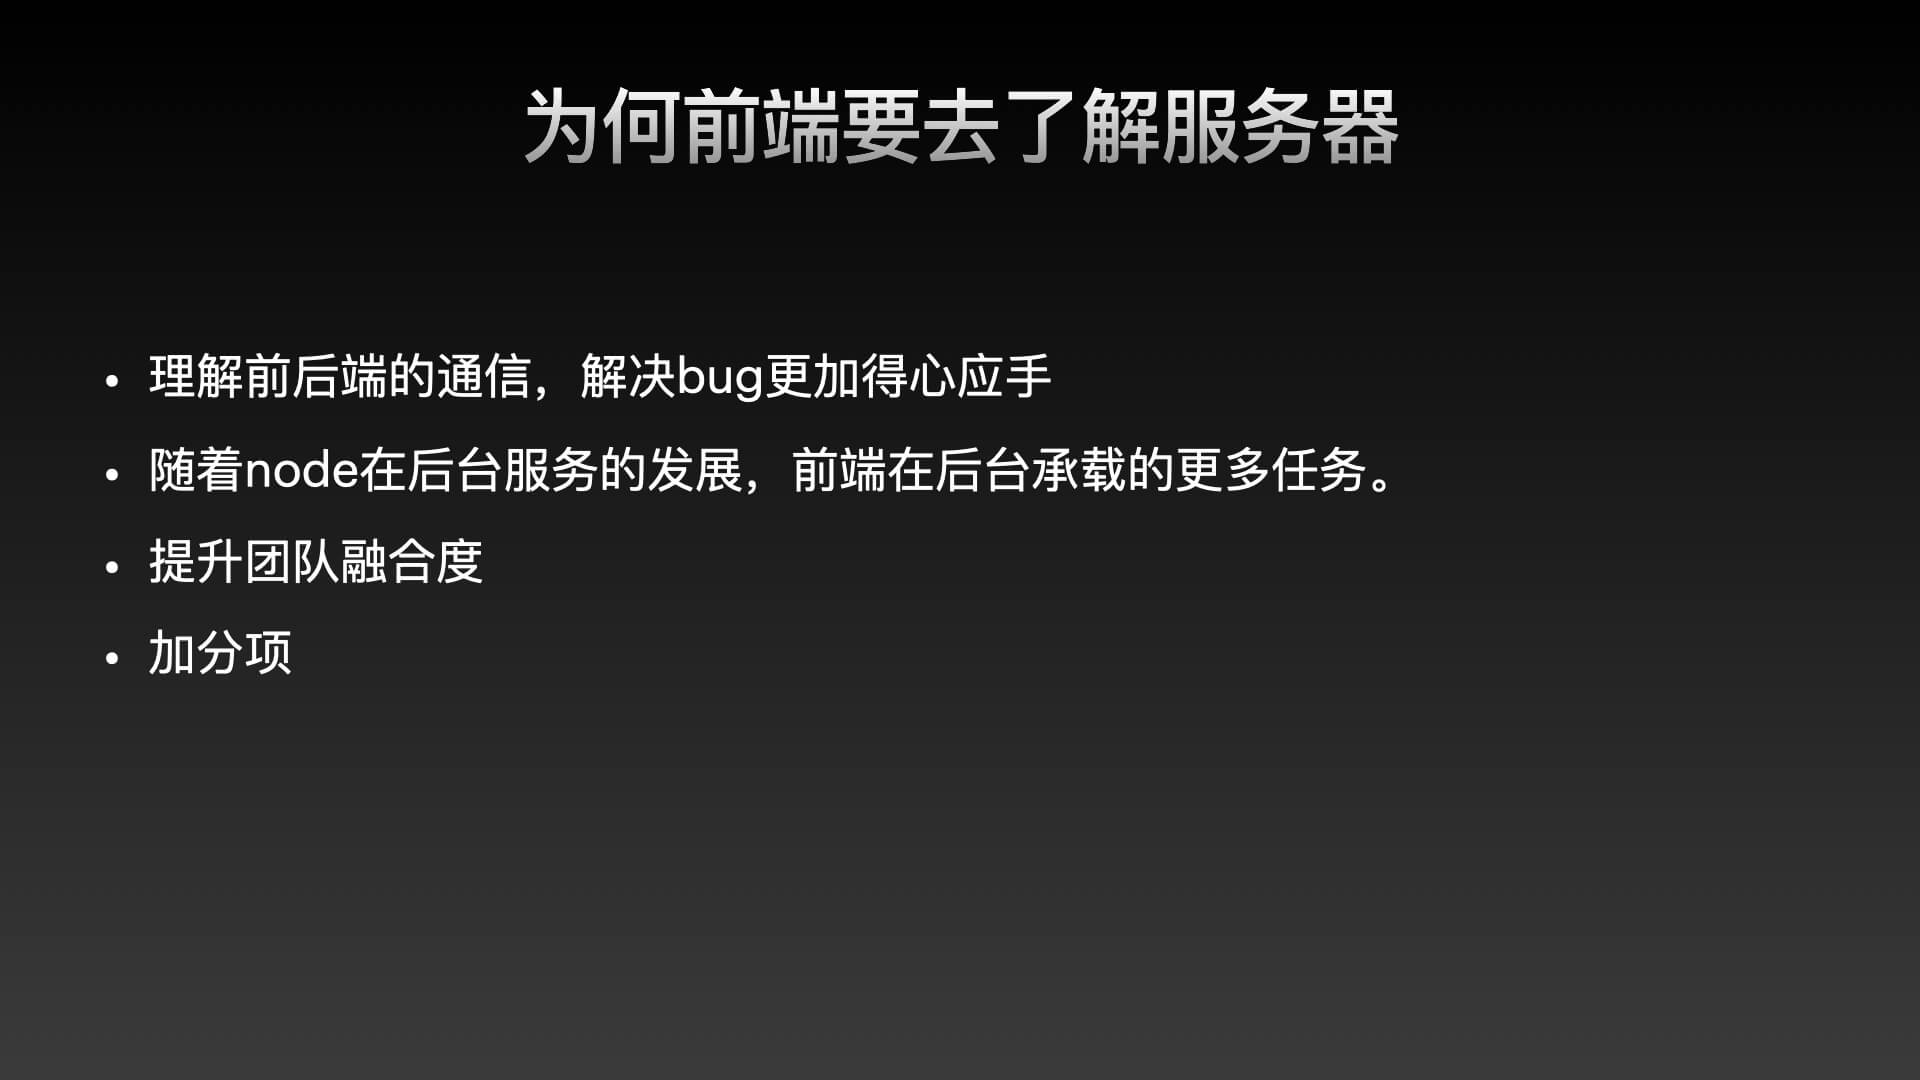 为何前端要去了解服务器
• 理解前后端的通信，解决bug更加得心应手
• 随着node在后台服务的发展，前端在后台承载的更多任务。
• 提升团队融合度
• 加分项